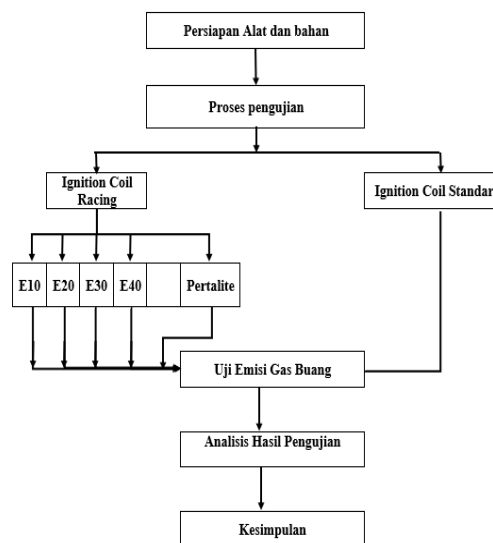 Persiapan Alat dan bahan
Proses pengujian
Ignition Coil
Racing
Ignition Coil Standar
E10 E20 E30 E40 Pertalite
Uji Emisi Gas Buang
Analisis Hasil Pengujian
Kesimpulan